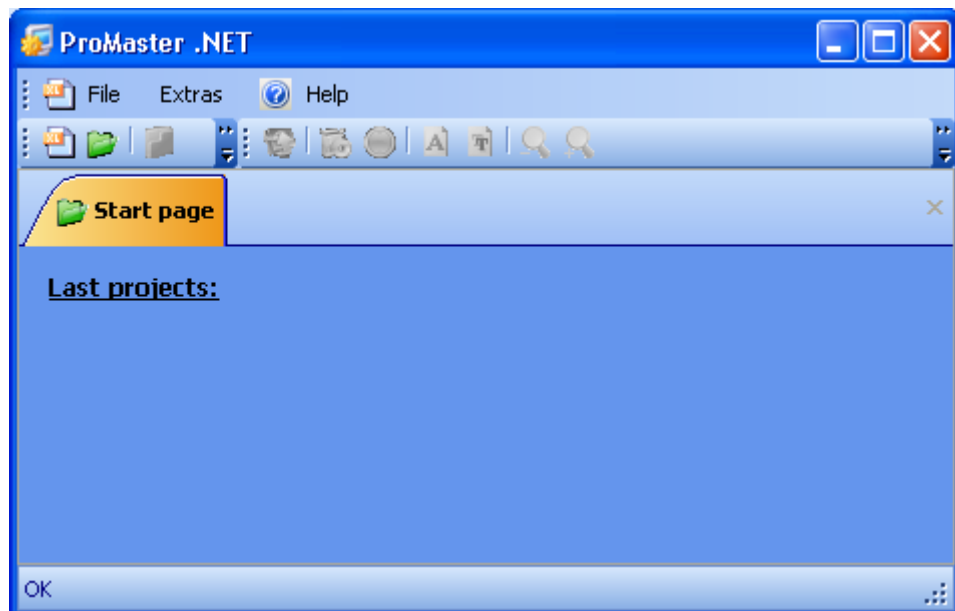 ProMaster .NET
File Extras Help
Start page
Last projects:
OK